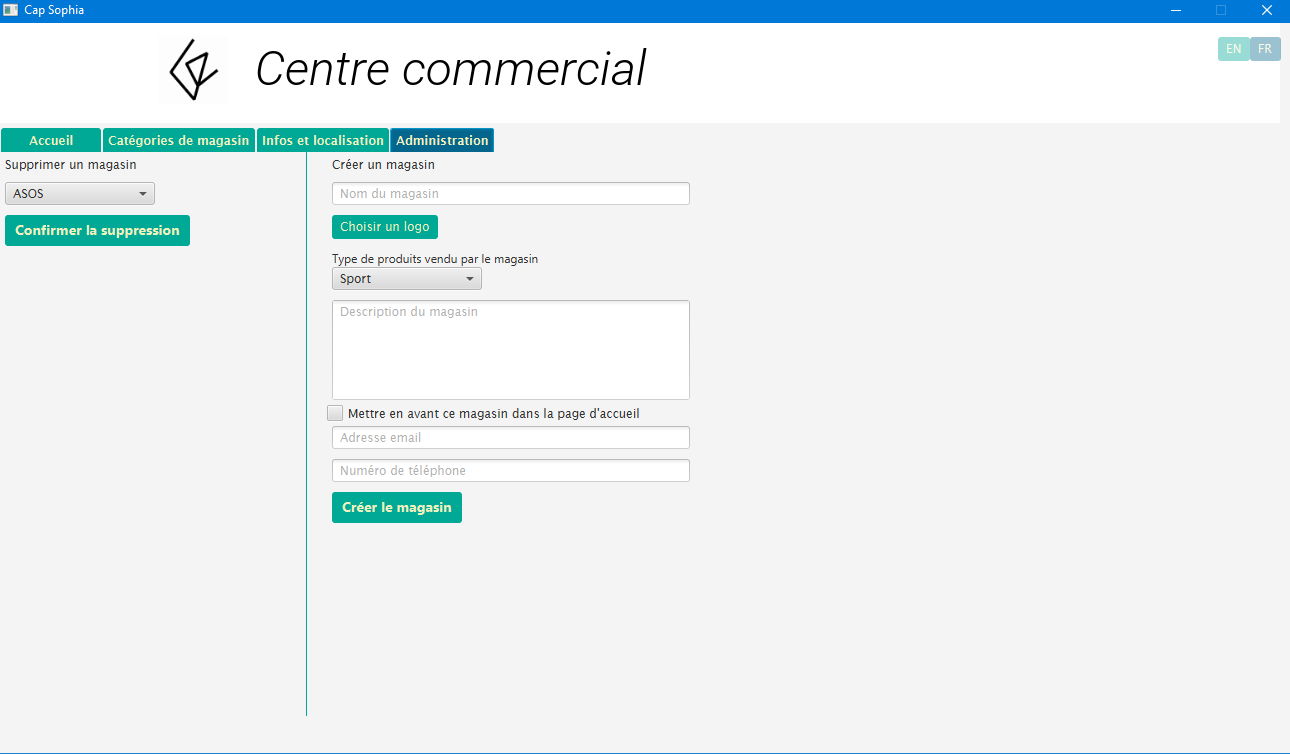 Cap Sophia
Centre commercial
EN FR
Accueil Catégories de magasin Infos et localisation Administration
Supprimer un magasin
ASOS
Confirmer la suppression
Créer un magasin
Nom du magasin
Choisir un logo
Type de produits vendu par le magasin
Sport
Description du magasin
Mettre en avant ce magasin dans la page d'accueil
Adresse email
Numéro de téléphone
Créer le magasin